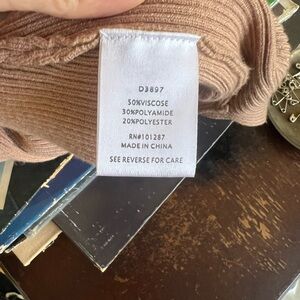 D3897
50%VISCOSE
30%POLYAMIDE
20%POLYESTER
RN#101287
MADE IN CHINA
SEE REVERSE FOR CARE